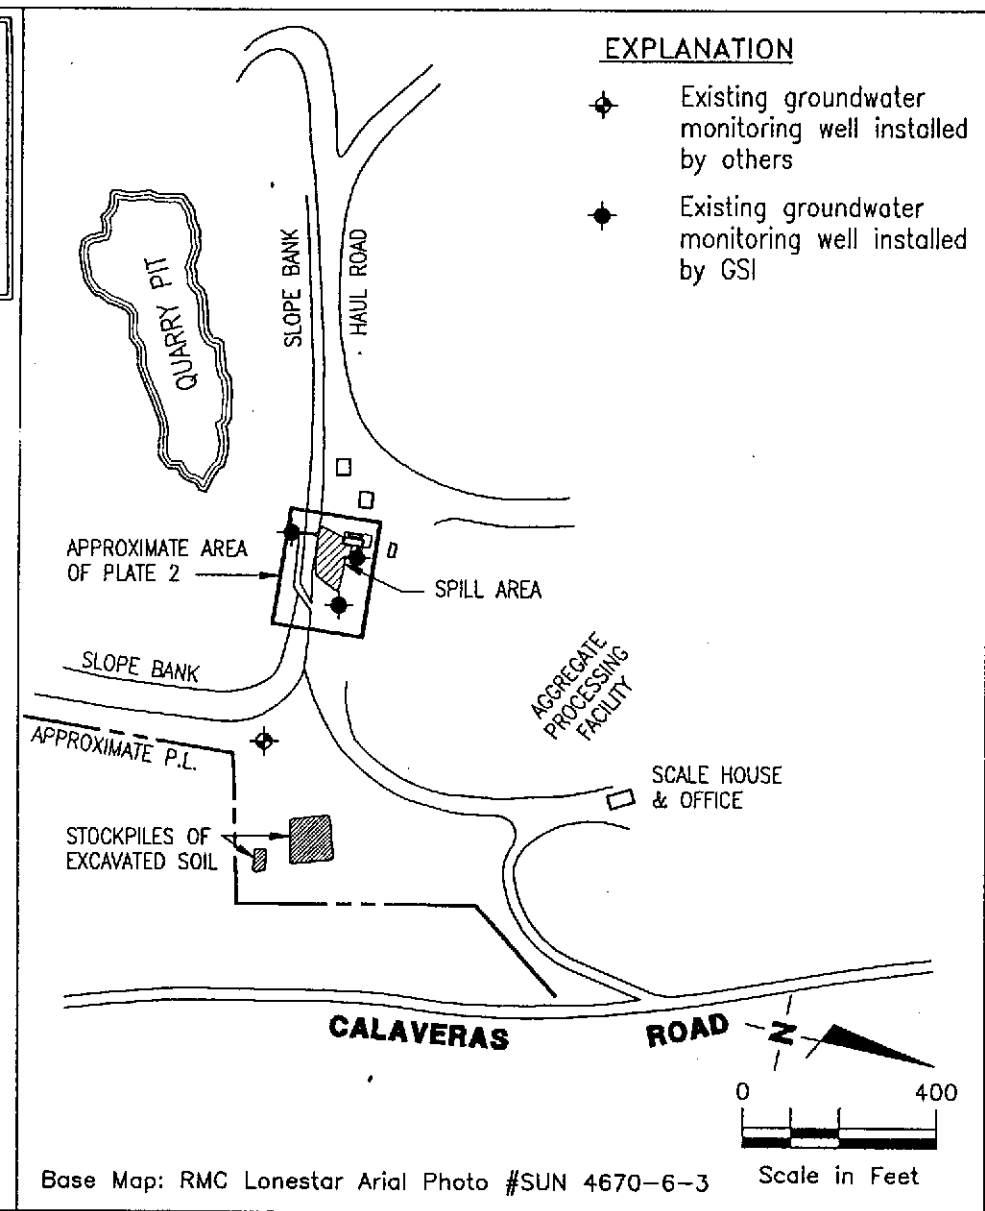 EXPLANATION
Existing groundwater
monitoring well installed
by others
Existing groundwater
monitoring well installed
by GSI
SLOPE BANK
HAUL ROAD
QUARRY PIT
APPROXIMATE AREA
OF PLATE 2
SPILL AREA
SLOPE BANK
AGGREGATE
PROCESSING
FACILITY
APPROXIMATE P.L.
SCALE HOUSE
& OFFICE
STOCKPILES OF
EXCAVATED SOIL
CALAVERAS ROAD
N
0 400
Scale in Feet
Base Map: RMC Lonestar Arial Photo #SUN 4670-6-3